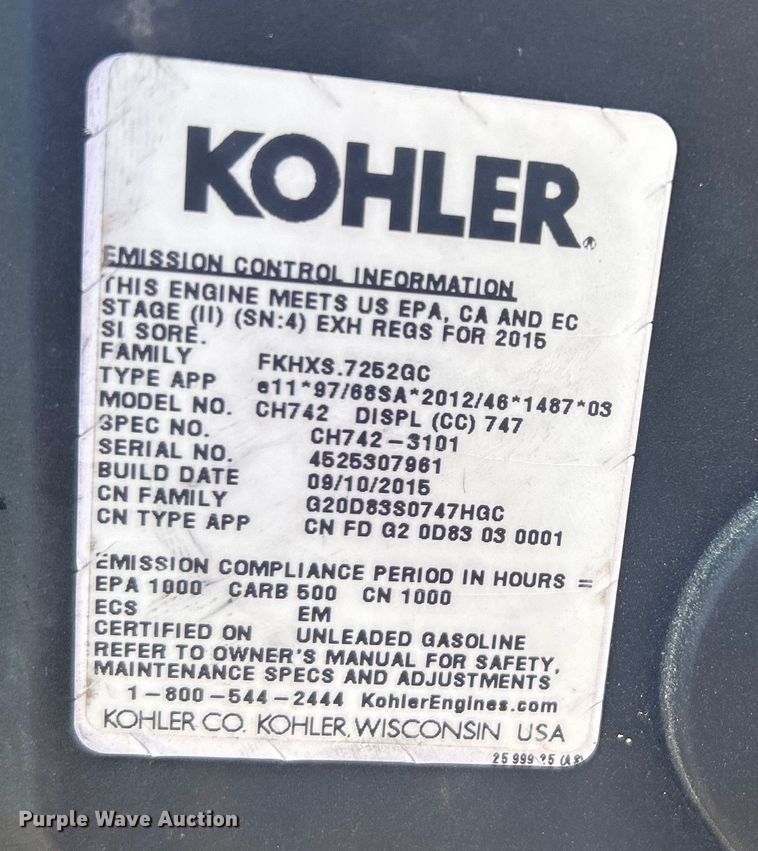 KOHLER®
EMISSION CONTROL INFORMATION
THIS ENGINE MEETS US EPA, CA AND EC
STAGE (II) (SN:4) EXH REGS FOR 2015
SI SORE.
FAMILY FKHXS.7252GC
TYPE APP e11*97/68SA*2012/46*1487*03
MODEL NO. CH742 DISPL (CC) 747
SPEC NO. CH742-3101
SERIAL NO. 4525307961
BUILD DATE 09/10/2015
CN FAMILY G20D83S0747HGC
CN TYPE APP CN FD G2 0D83 03 0001
EMISSION COMPLIANCE PERIOD IN HOURS =
EPA 1000 CARB 500 CN 1000
ECS EM
CERTIFIED ON UNLEADED GASOLINE
REFER TO OWNER'S MANUAL FOR SAFETY,
MAINTENANCE SPECS AND ADJUSTMENTS
1-800-544-2444 KohlerEngines.com
KOHLER CO. KOHLER, WISCONSIN USA
25 999
Purple Wave Auction